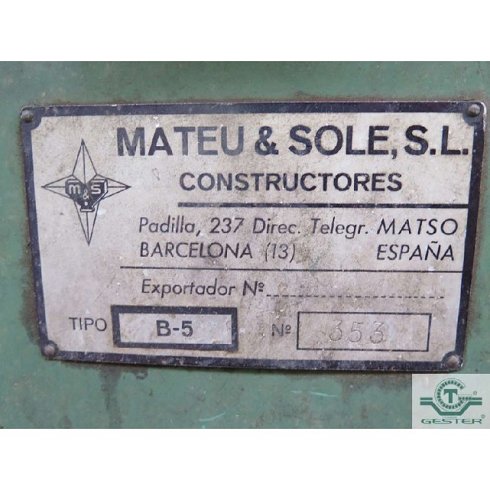 MATEU & SOLE, S.L.
CONSTRUCTORES
M&S
Padilla, 237 Direc. Telegr. MATSO
BARCELONA (13) ESPAÑA
Exportador Nº
TIPO B-5 Nº 353
T
GESTER